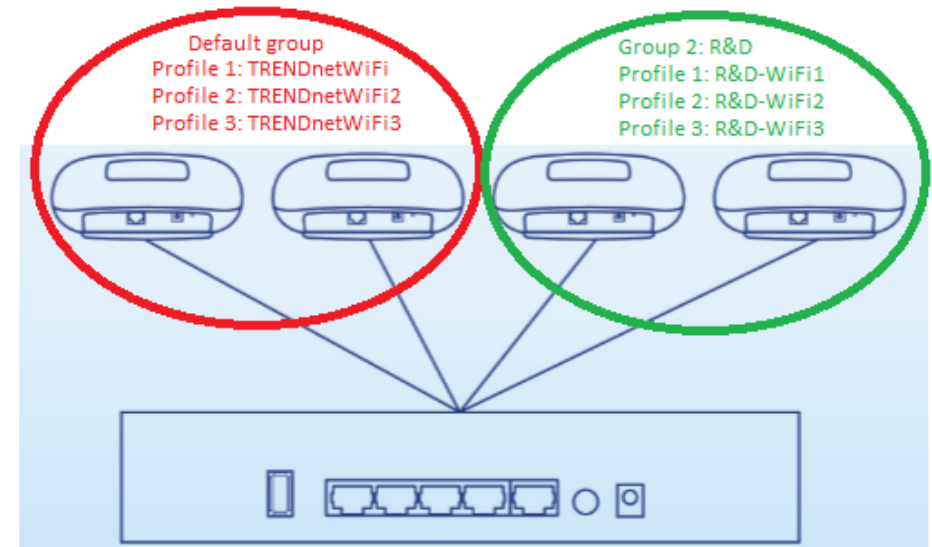 Default group
Profile 1: TRENDnetWiFi
Profile 2: TRENDnetWiFi2
Profile 3: TRENDnetWiFi3
Group 2: R&D
Profile 1: R&D-WiFi1
Profile 2: R&D-WiFi2
Profile 3: R&D-WiFi3